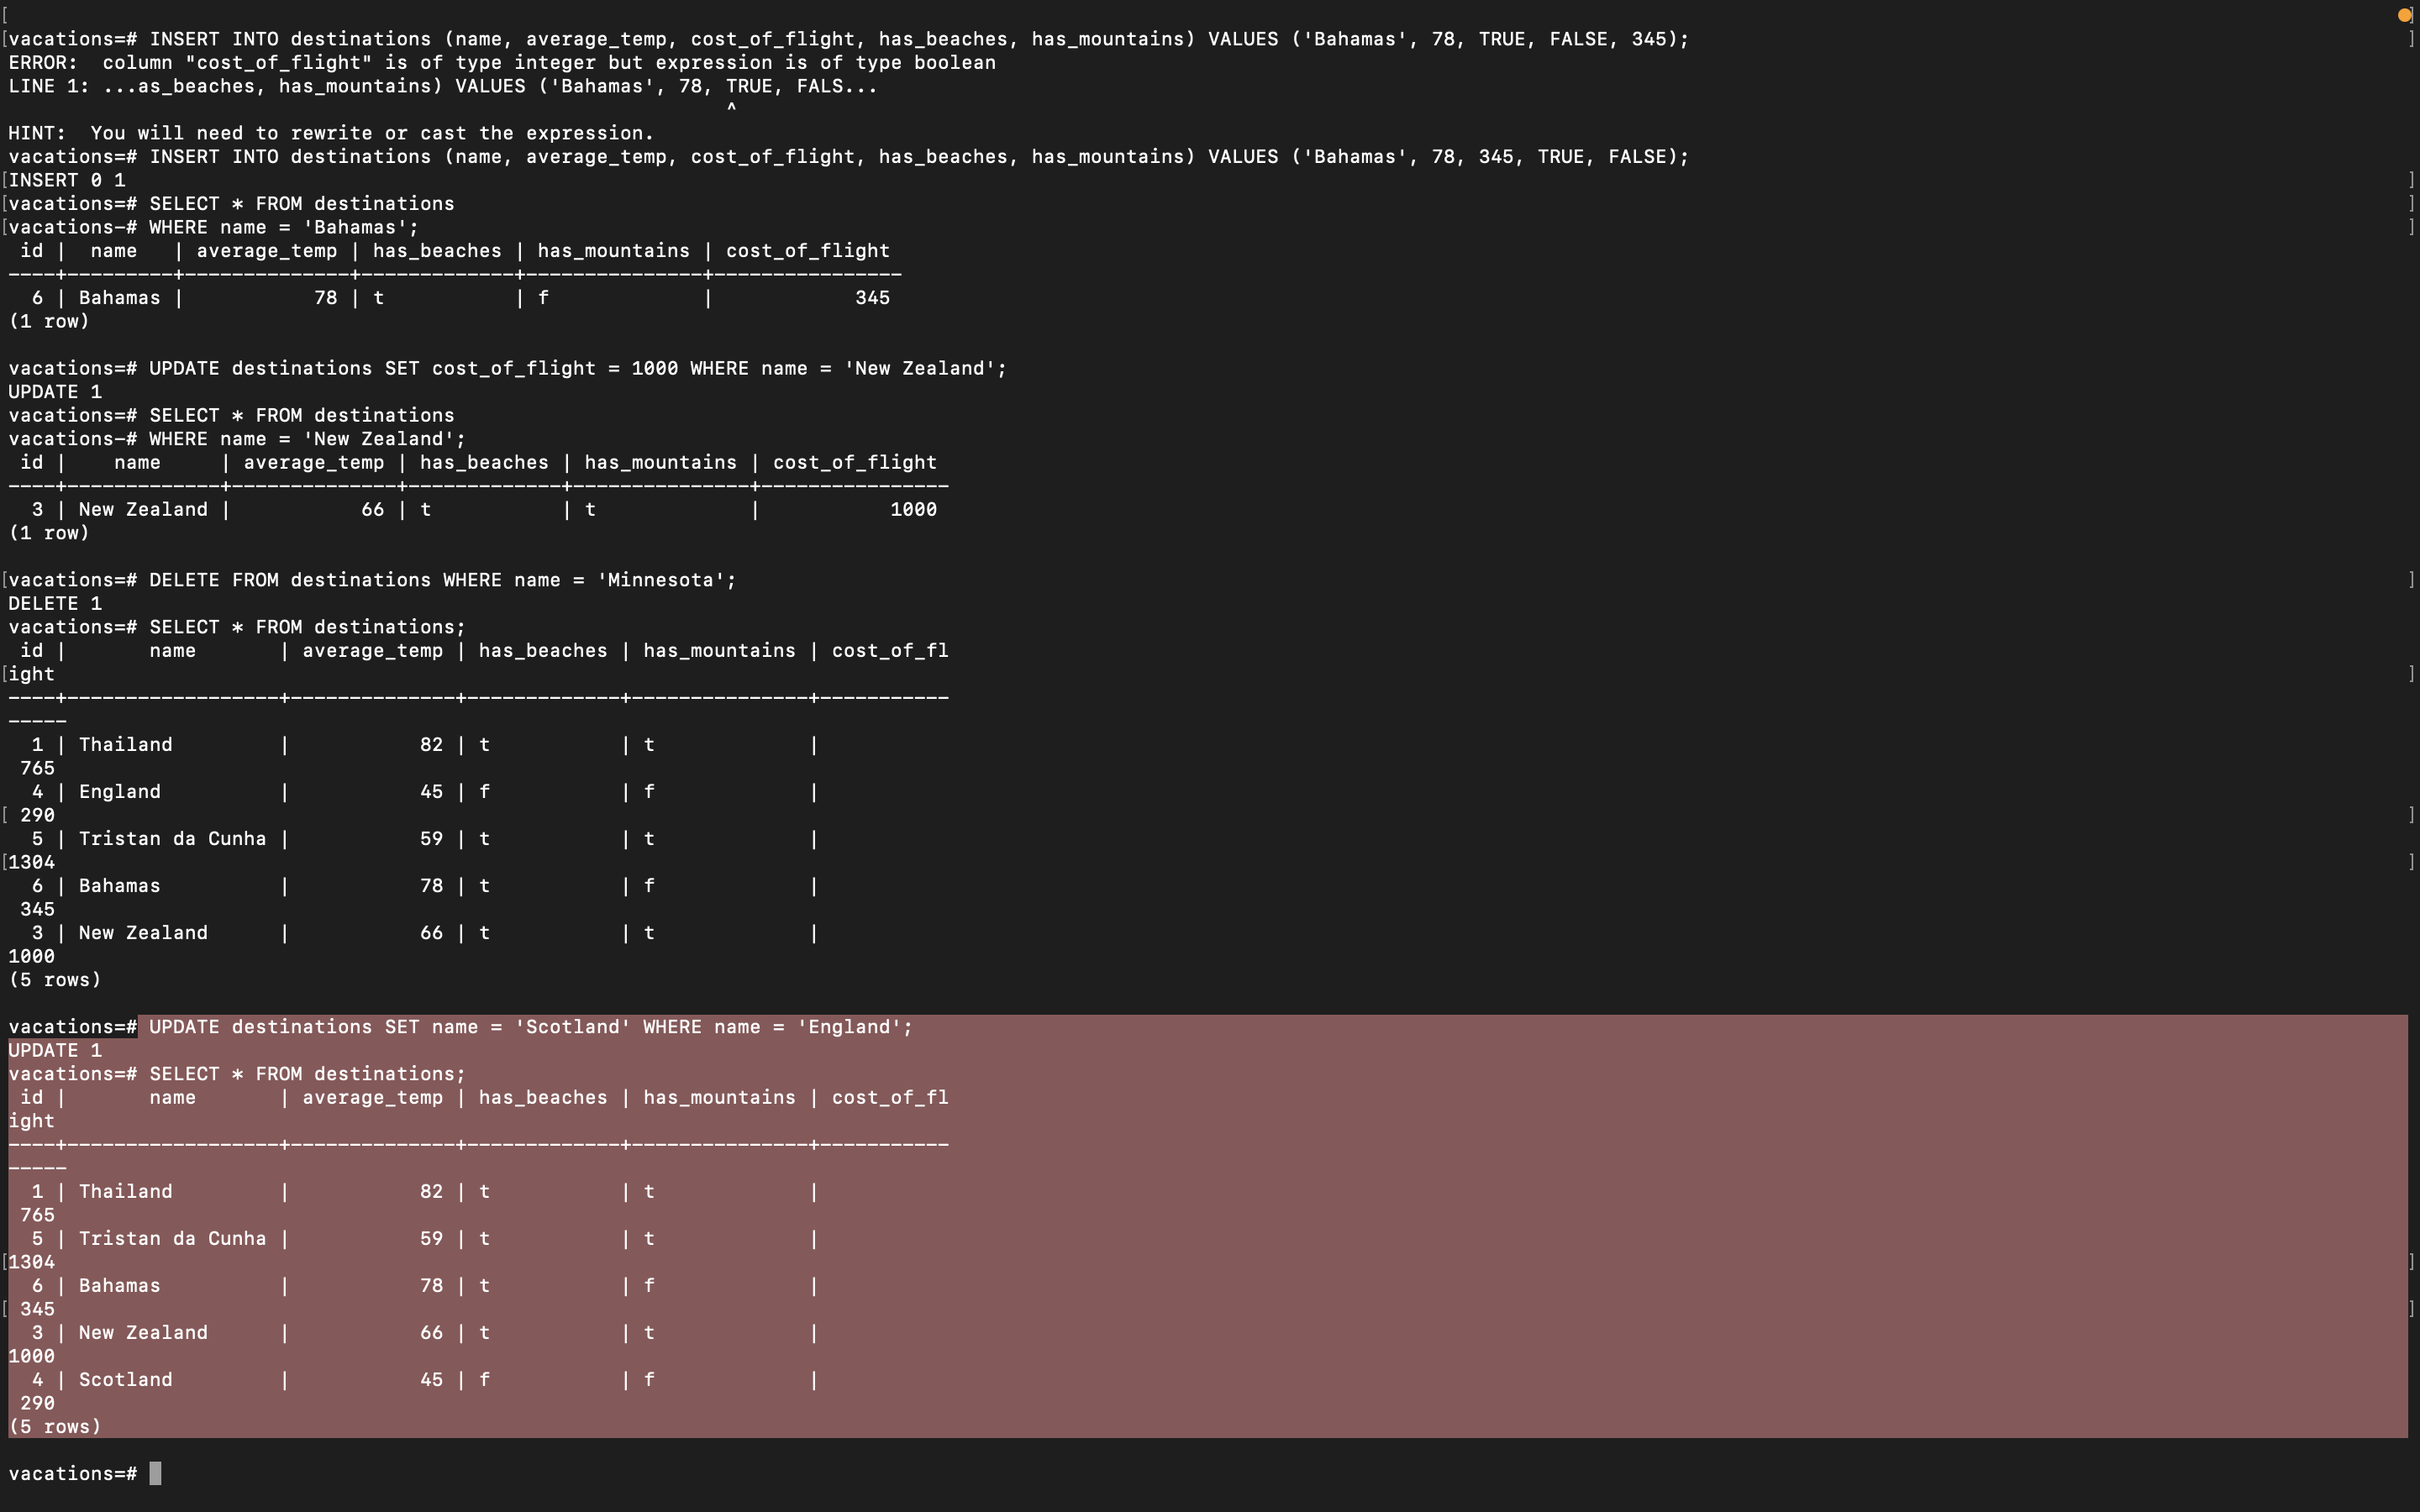 [
[vacations=# INSERT INTO destinations (name, average_temp, cost_of_flight, has_beaches, has_mountains) VALUES ('Bahamas', 78, TRUE, FALSE, 345); ]
ERROR:  column "cost_of_flight" is of type integer but expression is of type boolean
LINE 1: ...as_beaches, has_mountains) VALUES ('Bahamas', 78, TRUE, FALS...
                                                             ^
HINT:  You will need to rewrite or cast the expression.
vacations=# INSERT INTO destinations (name, average_temp, cost_of_flight, has_beaches, has_mountains) VALUES ('Bahamas', 78, 345, TRUE, FALSE);
[INSERT 0 1 ]
[vacations=# SELECT * FROM destinations ]
[vacations-# WHERE name = 'Bahamas'; ]
 id |  name   | average_temp | has_beaches | has_mountains | cost_of_flight
----+---------+--------------+-------------+---------------+----------------
  6 | Bahamas |           78 | t           | f             |            345
(1 row)

vacations=# UPDATE destinations SET cost_of_flight = 1000 WHERE name = 'New Zealand';
UPDATE 1
vacations=# SELECT * FROM destinations
vacations-# WHERE name = 'New Zealand';
 id |    name     | average_temp | has_beaches | has_mountains | cost_of_flight
----+-------------+--------------+-------------+---------------+----------------
  3 | New Zealand |           66 | t           | t             |           1000
(1 row)

[vacations=# DELETE FROM destinations WHERE name = 'Minnesota'; ]
DELETE 1
vacations=# SELECT * FROM destinations;
 id |       name       | average_temp | has_beaches | has_mountains | cost_of_fl
[ight ]
----+------------------+--------------+-------------+---------------+-----------
-----
  1 | Thailand         |           82 | t           | t             |
 765
  4 | England          |           45 | f           | f             |
[ 290 ]
  5 | Tristan da Cunha |           59 | t           | t             |
[1304 ]
  6 | Bahamas          |           78 | t           | f             |
 345
  3 | New Zealand      |           66 | t           | t             |
1000
(5 rows)

vacations=# UPDATE destinations SET name = 'Scotland' WHERE name = 'England';
UPDATE 1
vacations=# SELECT * FROM destinations;
 id |       name       | average_temp | has_beaches | has_mountains | cost_of_fl
ight
----+------------------+--------------+-------------+---------------+-----------
-----
  1 | Thailand         |           82 | t           | t             |
 765
  5 | Tristan da Cunha |           59 | t           | t             |
[1304 ]
  6 | Bahamas          |           78 | t           | f             |
[ 345 ]
  3 | New Zealand      |           66 | t           | t             |
1000
  4 | Scotland         |           45 | f           | f             |
 290
(5 rows)

vacations=#